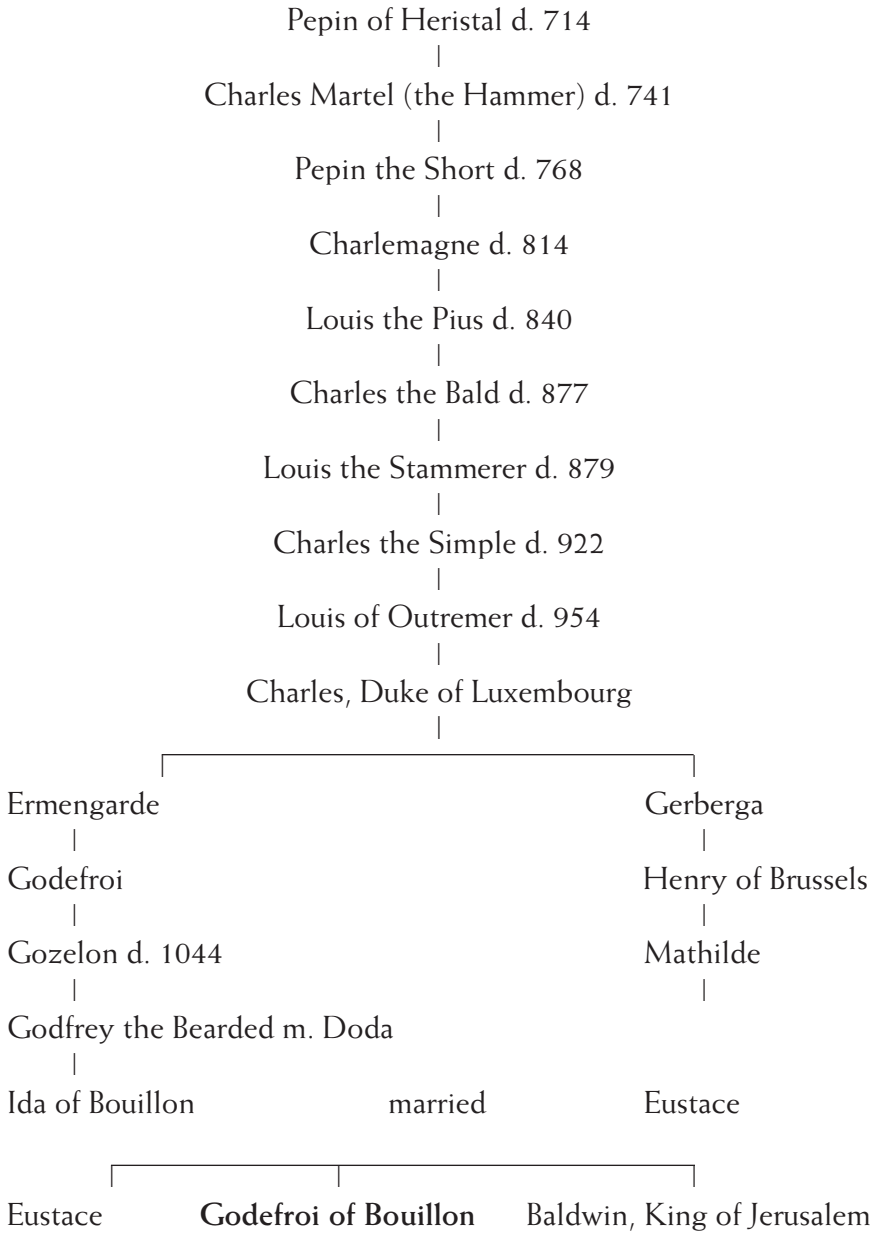 Pepin of Heristal d. 714
Charles Martel (the Hammer) d. 741
Pepin the Short d. 768
Charlemagne d. 814
Louis the Pius d. 840
Charles the Bald d. 877
Louis the Stammerer d. 879
Charles the Simple d. 922
Louis of Outremer d. 954
Charles, Duke of Luxembourg
Ermengarde Gerberga
Godefroi Henry of Brussels
Gozelon d. 1044 Mathilde
Godfrey the Bearded m. Doda
Ida of Bouillon married Eustace
Eustace Godefroi of Bouillon Baldwin, King of Jerusalem